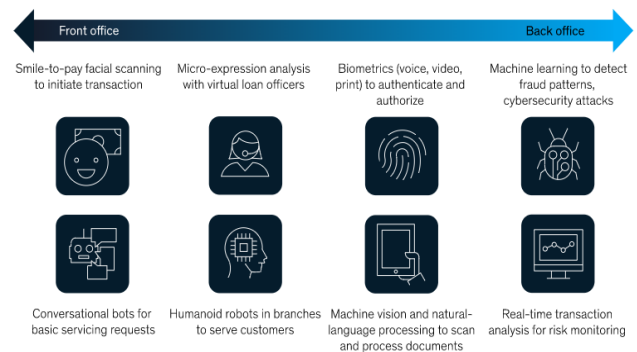 Front office
Back office
Smile-to-pay facial scanning
to initiate transaction
Micro-expression analysis
with virtual loan officers
Biometrics (voice, video,
print) to authenticate and
authorize
Machine learning to detect
fraud patterns,
cybersecurity attacks
Conversational bots for
basic servicing requests
Humanoid robots in branches
to serve customers
Machine vision and natural-
language processing to scan
and process documents
Real-time transaction
analysis for risk monitoring